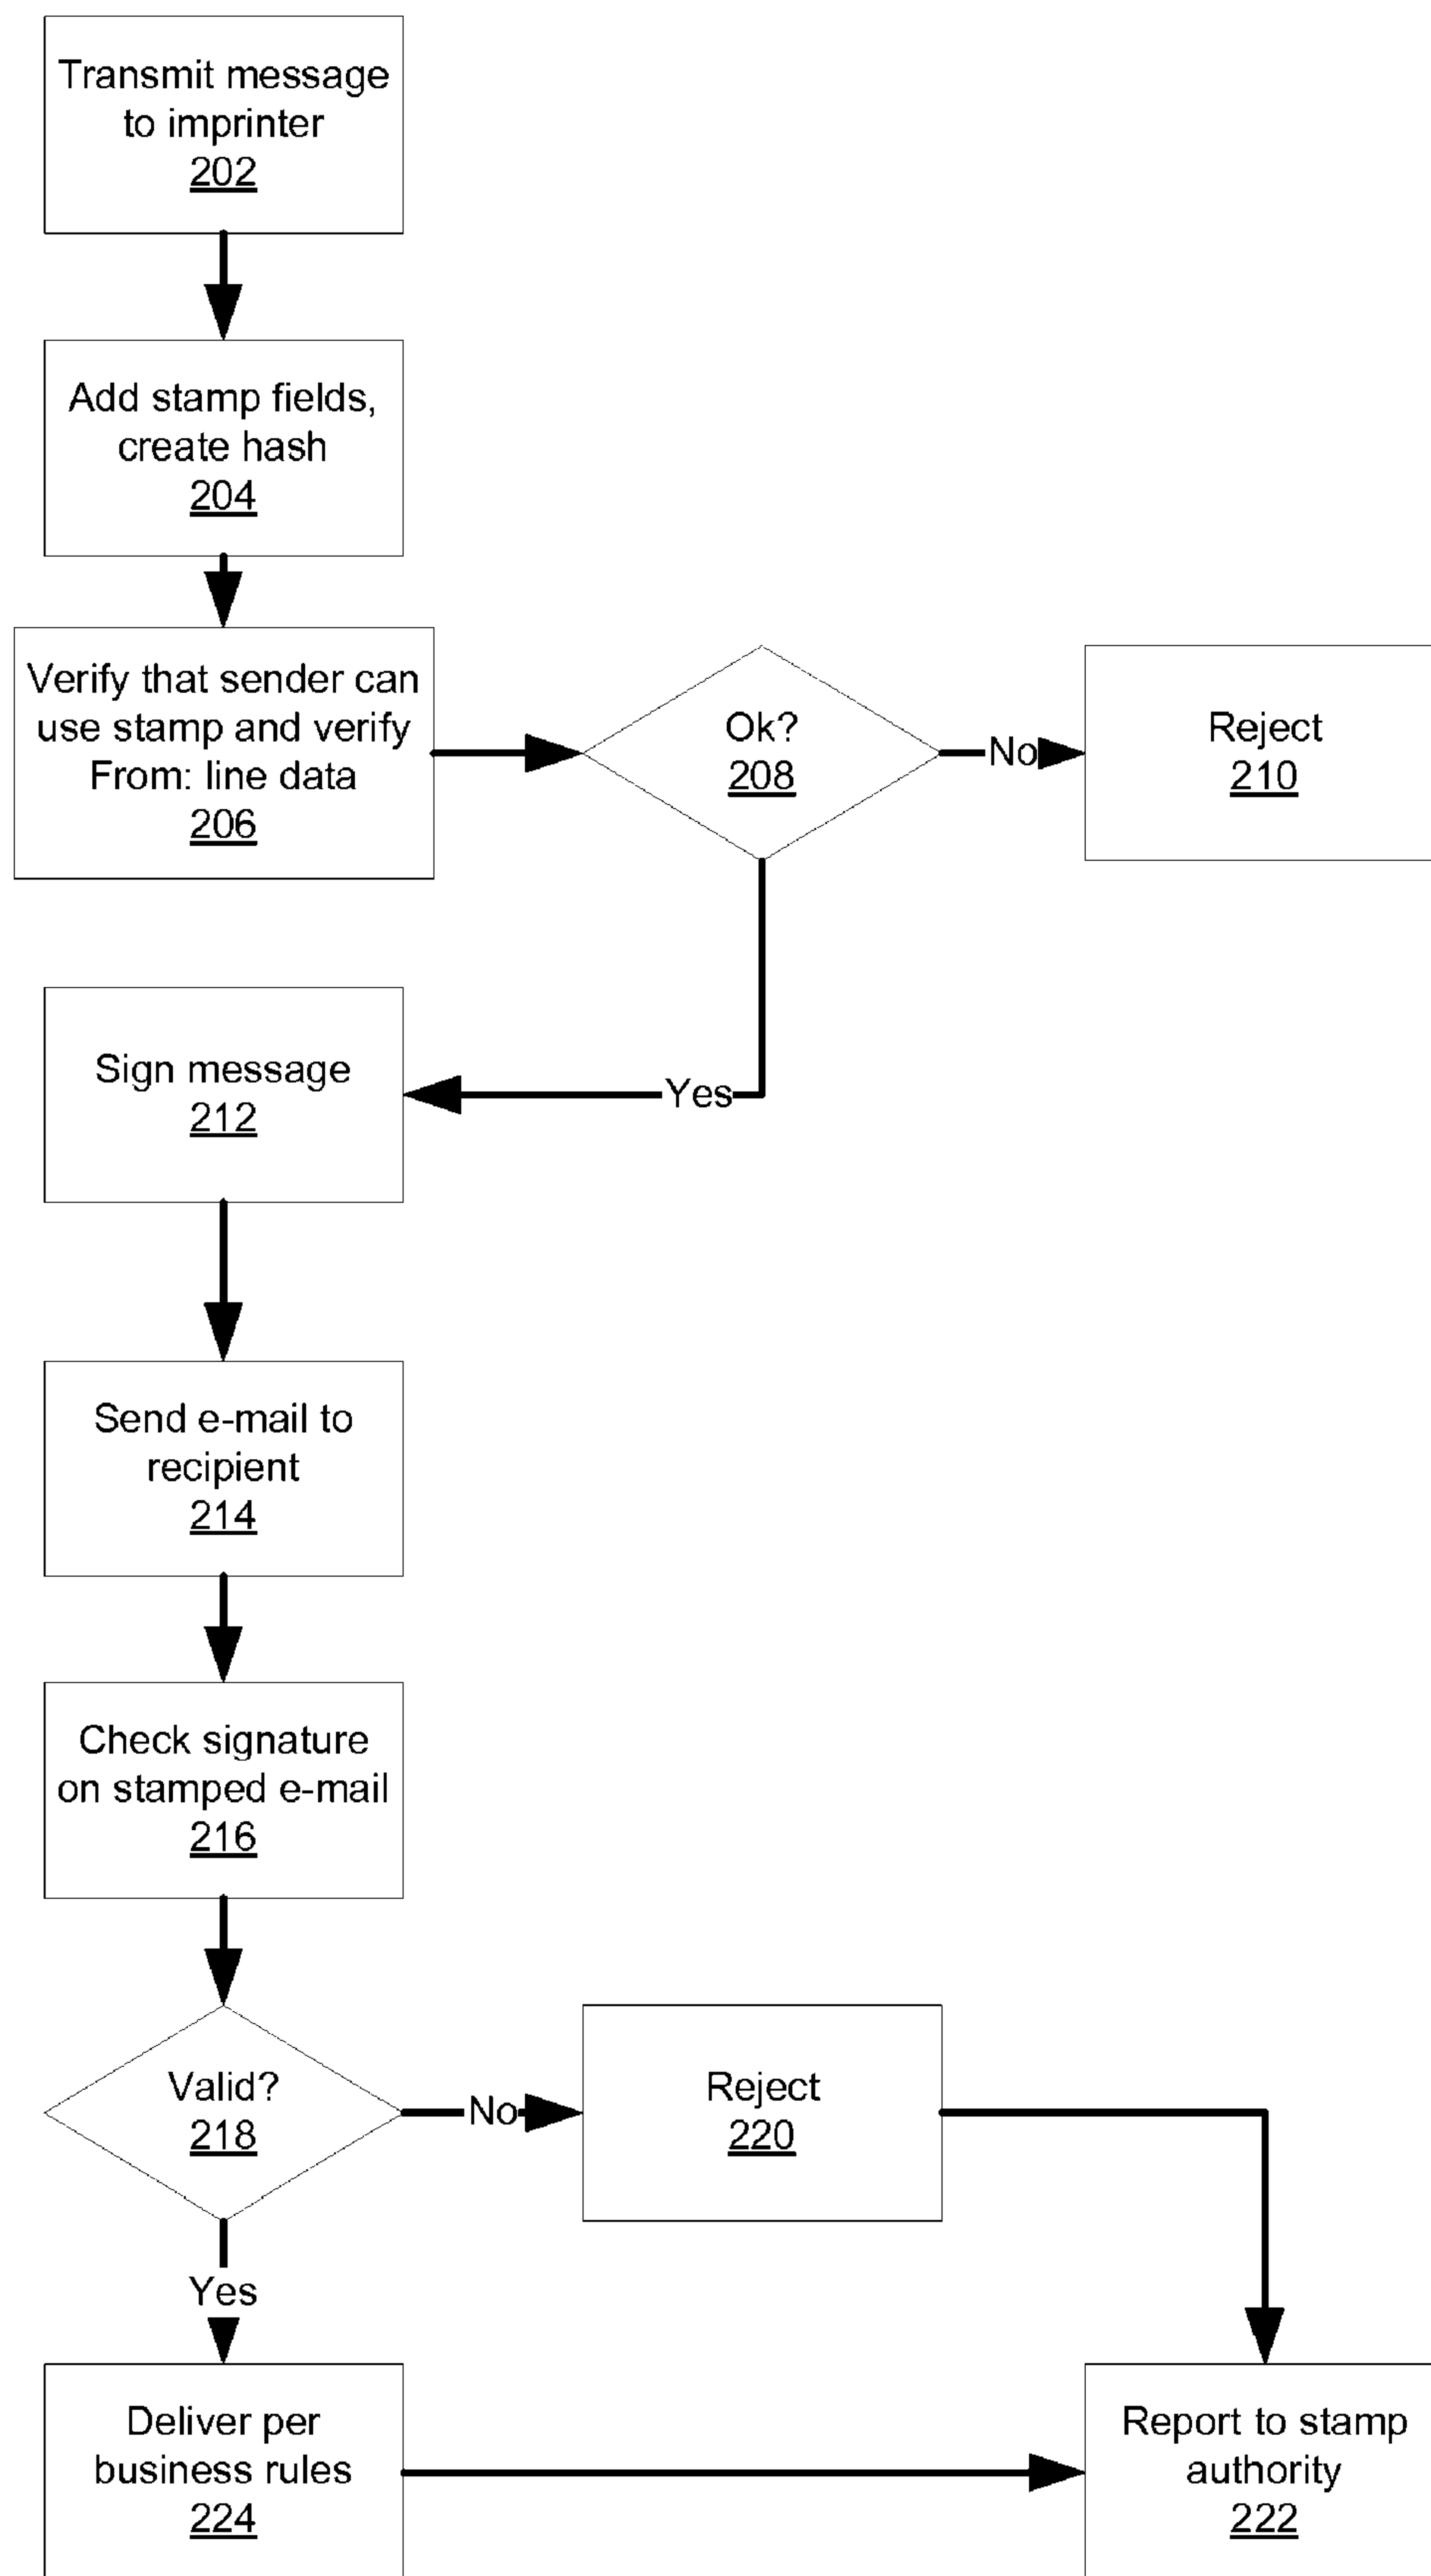 Transmit message
to imprinter
202
Add stamp fields,
create hash
204
Verify that sender can
use stamp and verify
From: line data
206
Ok?
208
No
Reject
210
Yes
Sign message
212
Send e-mail to
recipient
214
Check signature
on stamped e-mail
216
Valid?
218
No
Reject
220
Yes
Deliver per
business rules
224
Report to stamp
authority
222